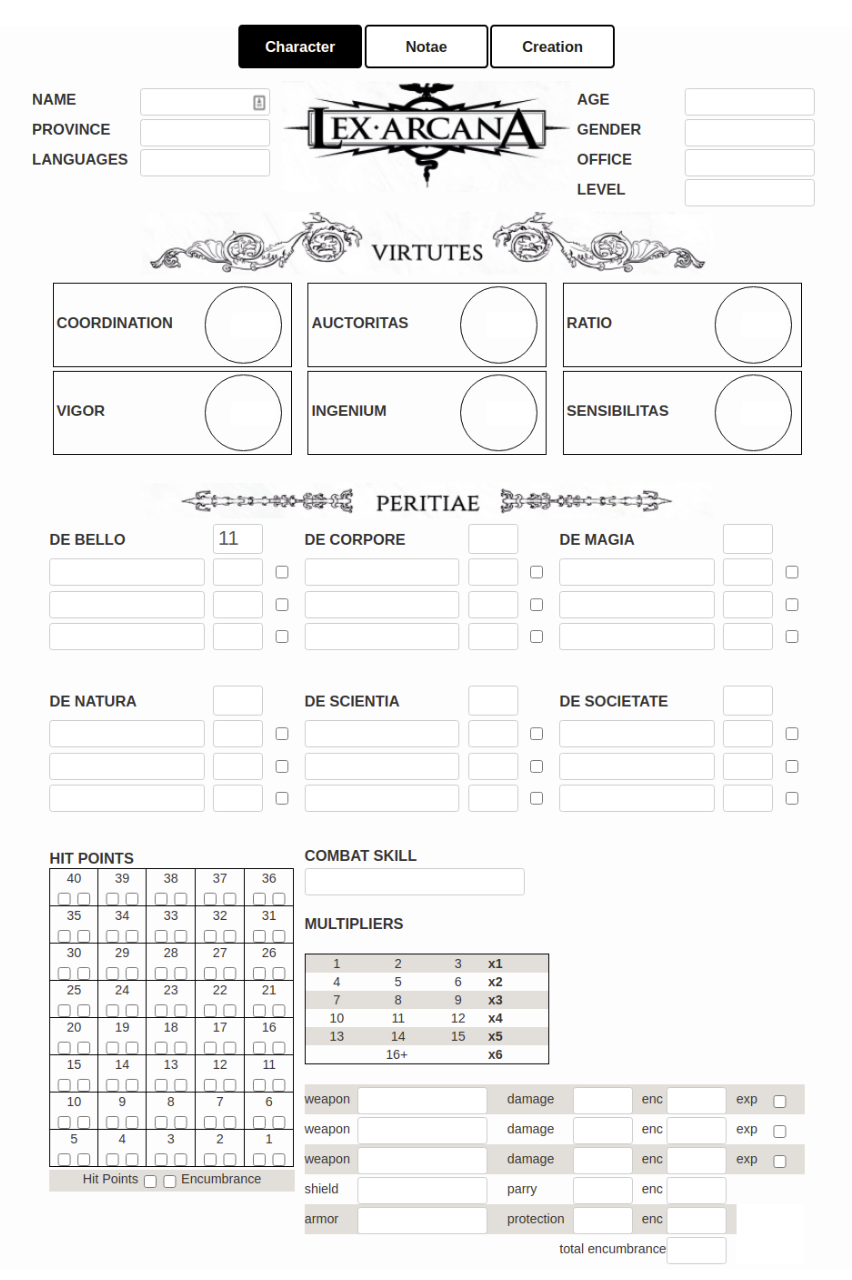 Character Notae Creation
NAME
PROVINCE
LANGUAGES
LEX·ARCANA
AGE
GENDER
OFFICE
LEVEL
VIRTUTES
COORDINATION AUCTORITAS RATIO
VIGOR INGENIUM SENSIBILITAS
PERITIAE
DE BELLO 11 DE CORPORE DE MAGIA
DE NATURA DE SCIENTIA DE SOCIETATE
HIT POINTS
40 39 38 37 36
35 34 33 32 31
30 29 28 27 26
25 24 23 22 21
20 19 18 17 16
15 14 13 12 11
10 9 8 7 6
5 4 3 2 1
Hit Points Encumbrance
COMBAT SKILL
MULTIPLIERS
1 2 3 x1
4 5 6 x2
7 8 9 x3
10 11 12 x4
13 14 15 x5
16+ x6
weapon damage enc exp
weapon damage enc exp
weapon damage enc exp
shield parry enc
armor protection enc
total encumbrance